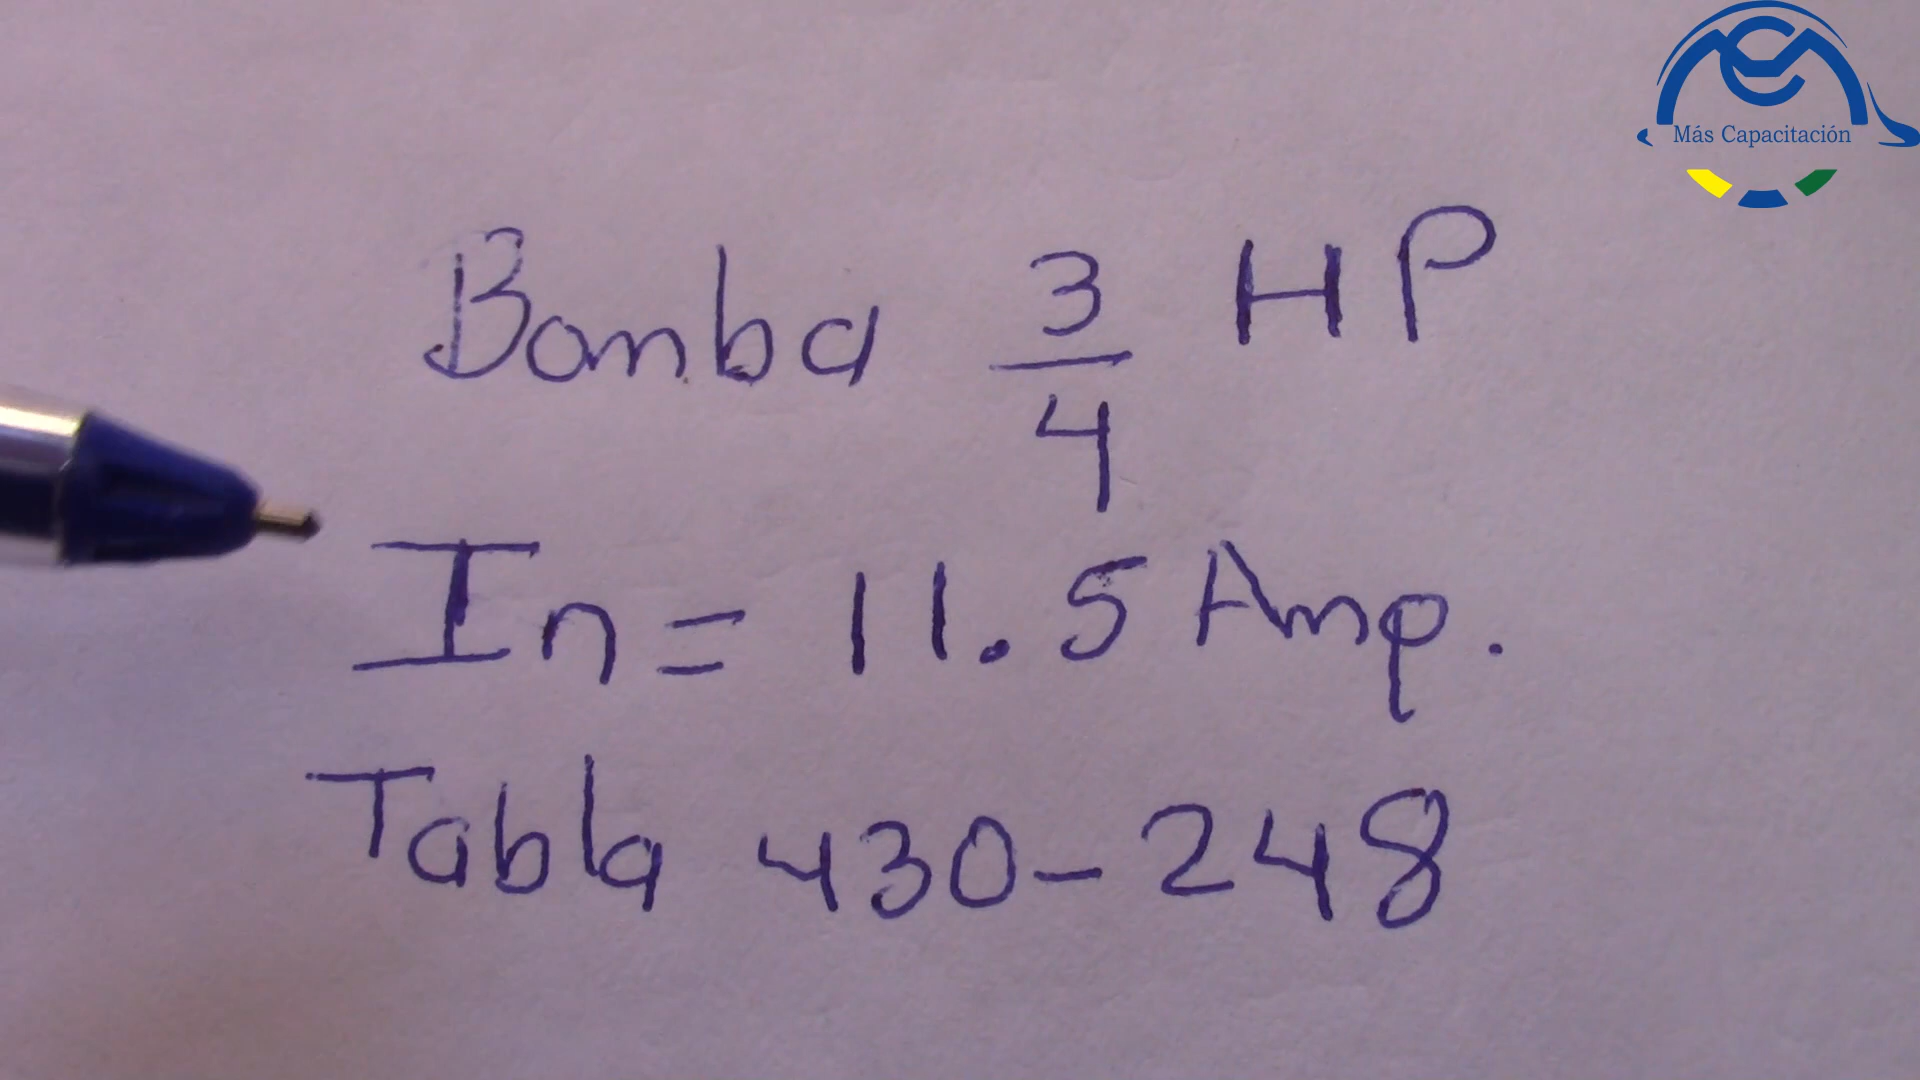 Más Capacitación
Bomba 3/4 HP
In = 11.5 Amp.
Tabla 430-248